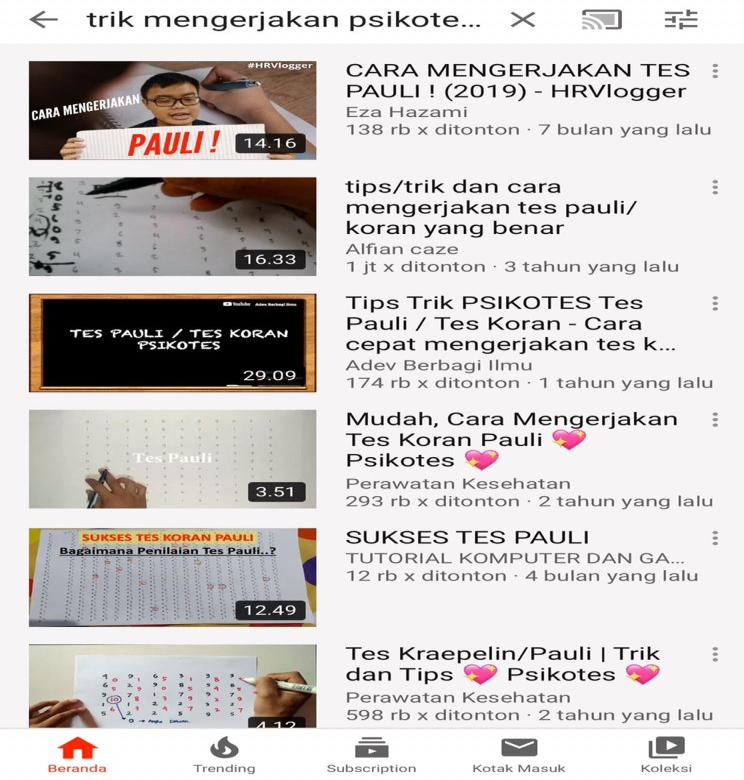 trik mengerjakan psikote...
#HRVlogger
CARA MENGERJAKAN
PAULI !
14.16
CARA MENGERJAKAN TES
PAULI ! (2019) - HRVlogger
Eza Hazami
138 rb x ditonton · 7 bulan yang lalu
16.33
tips/trik dan cara
mengerjakan tes pauli/
koran yang benar
Alfian caze
1 jt x ditonton · 3 tahun yang lalu
YouTube Adev Berbagi Ilmu
TES PAULI / TES KORAN
PSIKOTES
29.09
Tips Trik PSIKOTES Tes
Pauli / Tes Koran - Cara
cepat mengerjakan tes k...
Adev Berbagi Ilmu
174 rb x ditonton · 1 tahun yang lalu
Tes Pauli
3.51
Mudah, Cara Mengerjakan
Tes Koran Pauli 💖
Psikotes 💖
Perawatan Kesehatan
293 rb x ditonton · 2 tahun yang lalu
SUKSES TES KORAN PAULI
Bagaimana Penilaian Tes Pauli..?
12.49
SUKSES TES PAULI
TUTORIAL KOMPUTER DAN GA...
12 rb x ditonton · 4 bulan yang lalu
4.12
Tes Kraepelin/Pauli | Trik
dan Tips 💖 Psikotes 💖
Perawatan Kesehatan
598 rb x ditonton · 2 tahun yang lalu
Beranda
Trending
Subscription
Kotak Masuk
Koleksi